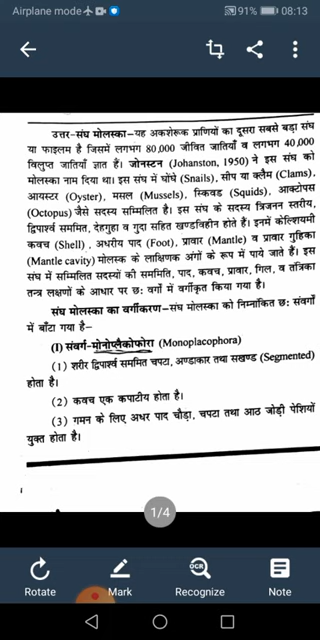 Airplane mode 91% 08:13
उत्तर-संघ मोलस्का–यह अकशेरूक प्राणियों का दूसरा सबसे बड़ा संघ
या फाइलम है जिसमें लगभग 80,000 जीवित जातियाँ व लगभग 40,000
विलुप्त जातियाँ ज्ञात हैं। जोनस्टन (Johanston, 1950) ने इस संघ को
मोलस्का नाम दिया था। इस संघ में घोंघे (Snails), सीप या क्लैम (Clams),
आयस्टर (Oyster), मसल (Mussels), स्किवड (Squids), आक्टोपस
(Octopus) जैसे सदस्य सम्मिलित है। इस संघ के सदस्य त्रिजनन स्तरीय,
द्विपार्श्व सममित, देहगुहा व गुदा सहित खण्डविहीन होते हैं। इनमें केल्शियमी
कवच (Shell) , अधरीय पाद (Foot), प्रावार (Mantle) व प्रावार गुहिका
(Mantle cavity) मोलस्क के लाक्षणिक अंगों के रूप में पाये जाते हैं। इस
संघ में सम्मिलित सदस्यों की सममिति, पाद, कवच, प्रावार, गिल, व तंत्रिका
तन्त्र लक्षणों के आधार पर छः वर्गो में वर्गीकृत किया गया है।
संघ मोलस्का का वर्गीकरण–संघ मोलस्का को निम्नांकित छः संवर्गा
में बाँटा गया है–
(I) संवर्ग-मोनोप्लैकोफोरा (Monoplacophora)
(1) शरीर द्विपार्श्व सममित चपटा, अण्डाकार तथा सखण्ड (Segmented)
होता है।
(2) कवच एक कपाटीय होता है।
(3) गमन के लिए अधर पाद चौड़ा, चपटा तथा आठ जोड़ी पेशियों
युक्त होता है।
1/4
OCR
Rotate Mark Recognize Note